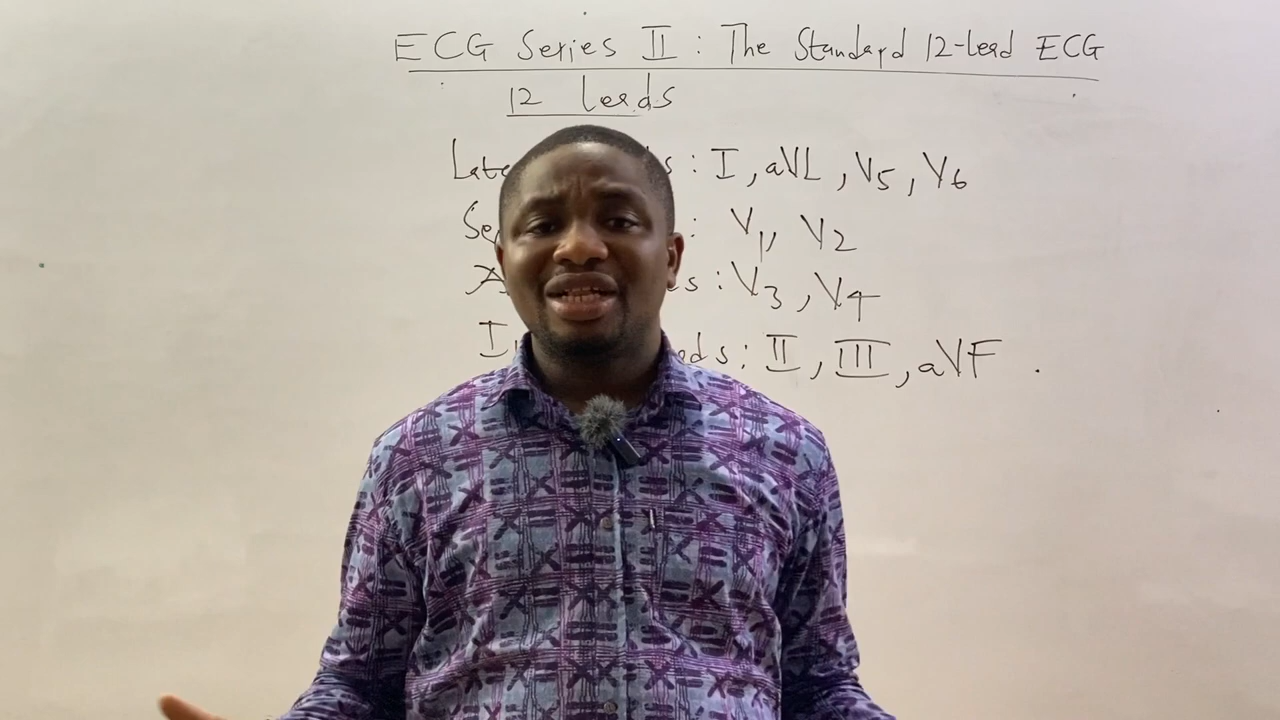 ECG Series II : The Standard 12-lead ECG
12 leads
: I, aVL, V5, V6
: V1, V2
: V3, V4
: II, III, aVF.